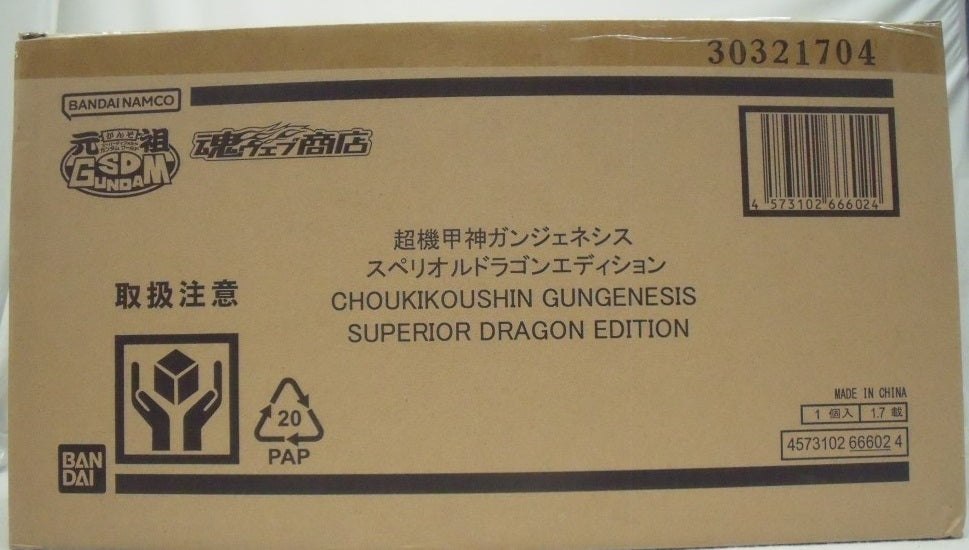 30321704
BANDAI NAMCO
元祖
SD
GUNDAM
魂ウェブ商店
4 573102 666024
超機甲神ガンジェネシス
スペリオルドラゴンエディション
CHOUKIKOUSHIN GUNGENESIS
SUPERIOR DRAGON EDITION
取扱注意
20
PAP
MADE IN CHINA
1 個入 1.7 載
4573102 66602 4
BAN
DAI